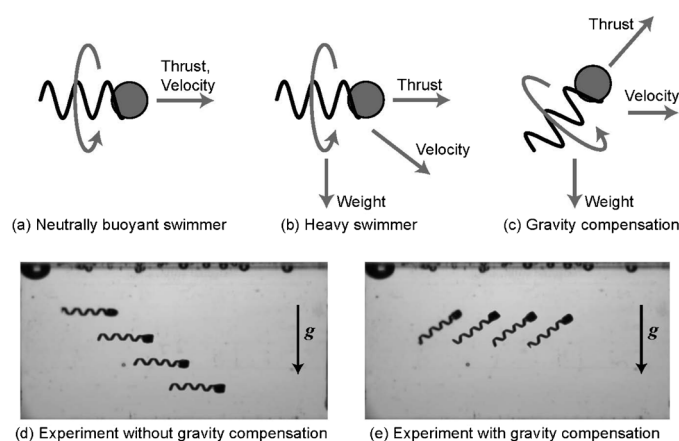 Thrust,
Velocity
(a) Neutrally buoyant swimmer
Thrust
Velocity
Weight
(b) Heavy swimmer
Thrust
Velocity
Weight
(c) Gravity compensation
g
(d) Experiment without gravity compensation
g
(e) Experiment with gravity compensation